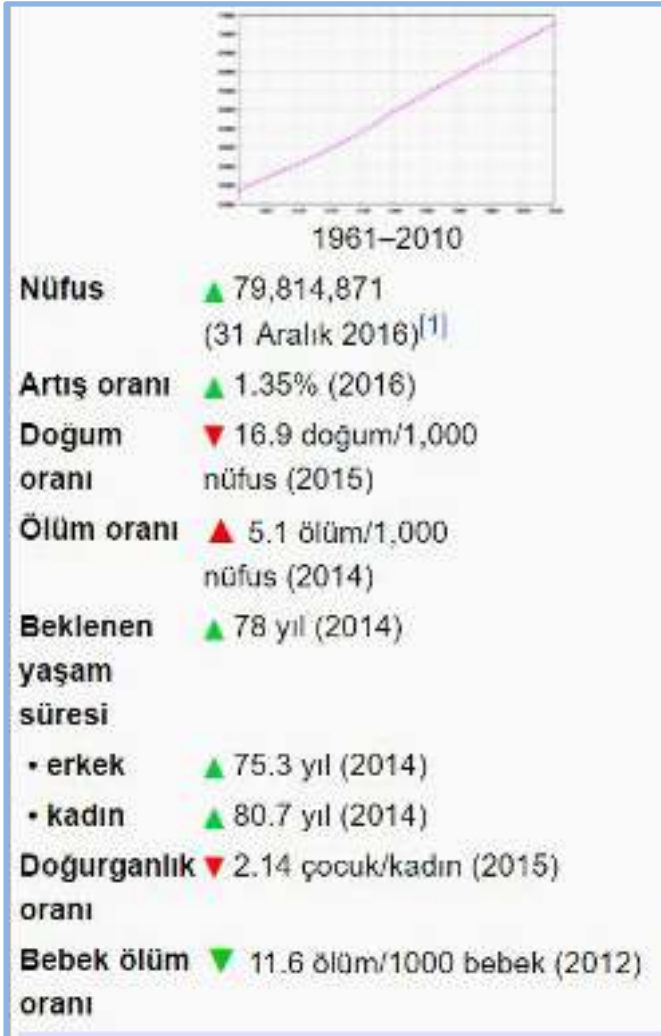 1961–2010
Nüfus ▲ 79,814,871
(31 Aralık 2016)[1]
Artış oranı ▲ 1.35% (2016)
Doğum ▼ 16.9 doğum/1,000
oranı nüfus (2015)
Ölüm oranı ▲ 5.1 ölüm/1,000
nüfus (2014)
Beklenen ▲ 78 yıl (2014)
yaşam
süresi
• erkek ▲ 75.3 yıl (2014)
• kadın ▲ 80.7 yıl (2014)
Doğurganlık ▼ 2.14 çocuk/kadın (2015)
oranı
Bebek ölüm ▼ 11.6 ölüm/1000 bebek (2012)
oranı